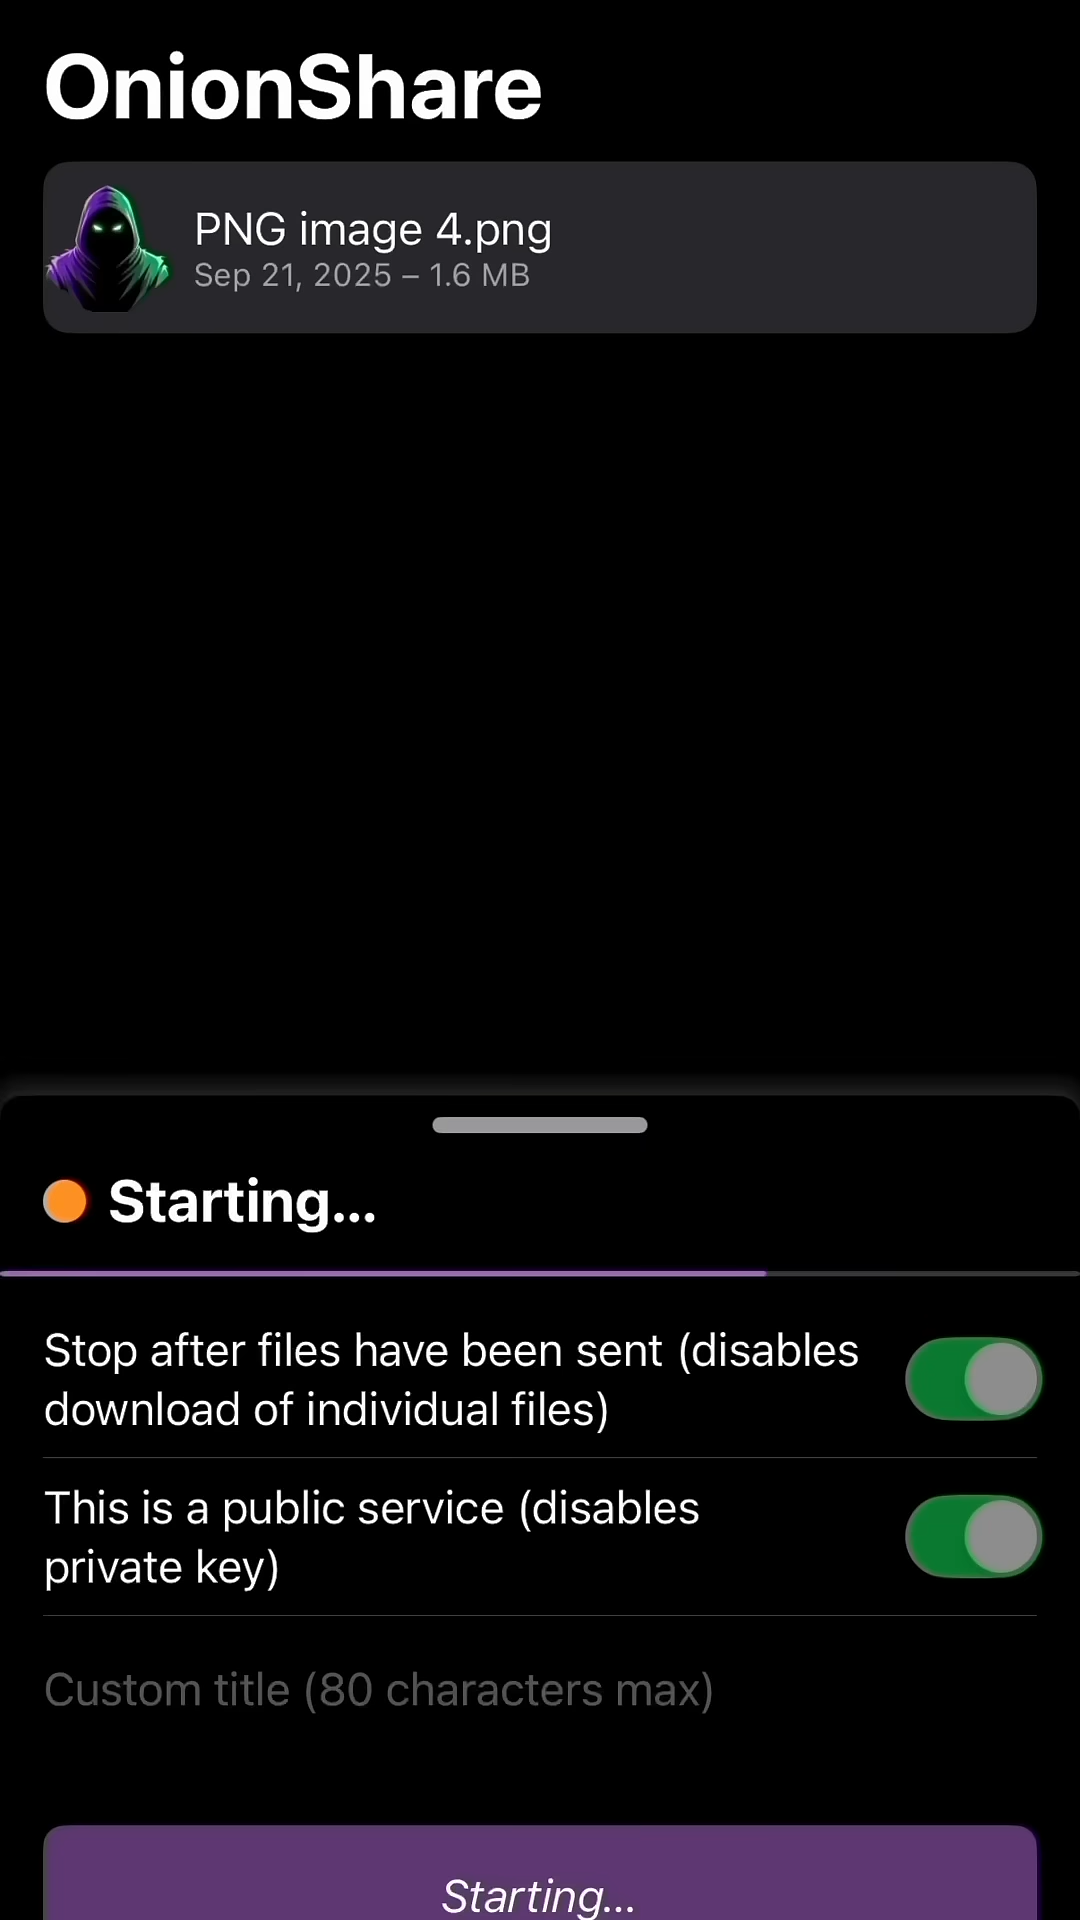 OnionShare
PNG image 4.png
Sep 21, 2025 – 1.6 MB
Starting...
Stop after files have been sent (disables
download of individual files)
This is a public service (disables
private key)
Custom title (80 characters max)
Starting...